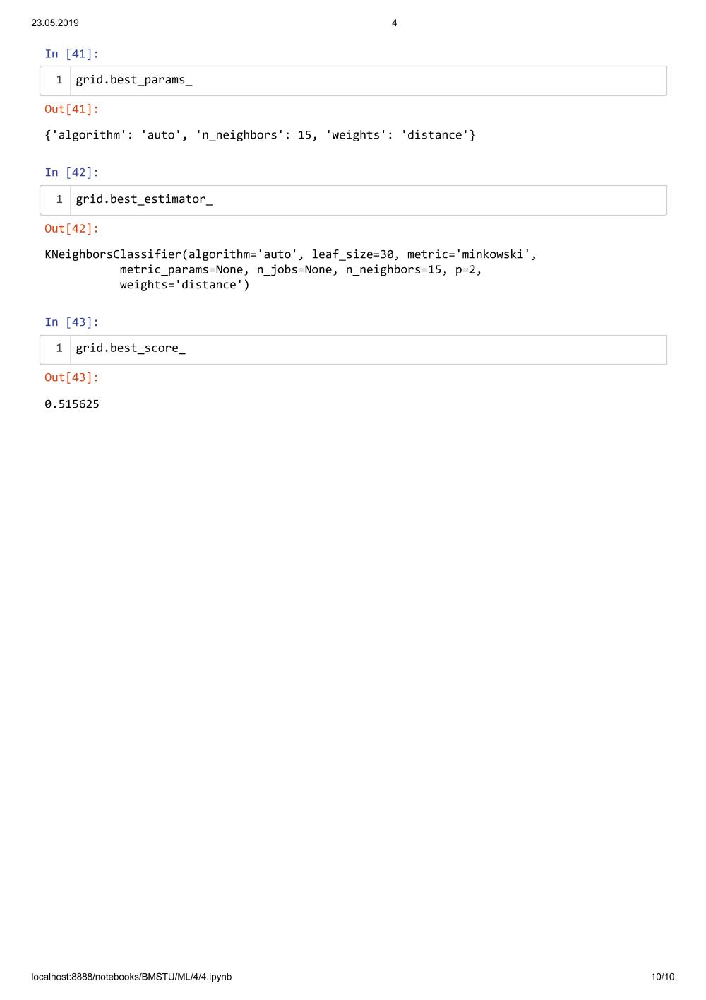 23.05.2019 4
In [41]:
1 grid.best_params_
Out[41]:
{'algorithm': 'auto', 'n_neighbors': 15, 'weights': 'distance'}
In [42]:
1 grid.best_estimator_
Out[42]:
KNeighborsClassifier(algorithm='auto', leaf_size=30, metric='minkowski',
metric_params=None, n_jobs=None, n_neighbors=15, p=2,
weights='distance')
In [43]:
1 grid.best_score_
Out[43]:
0.515625
localhost:8888/notebooks/BMSTU/ML/4/4.ipynb 10/10